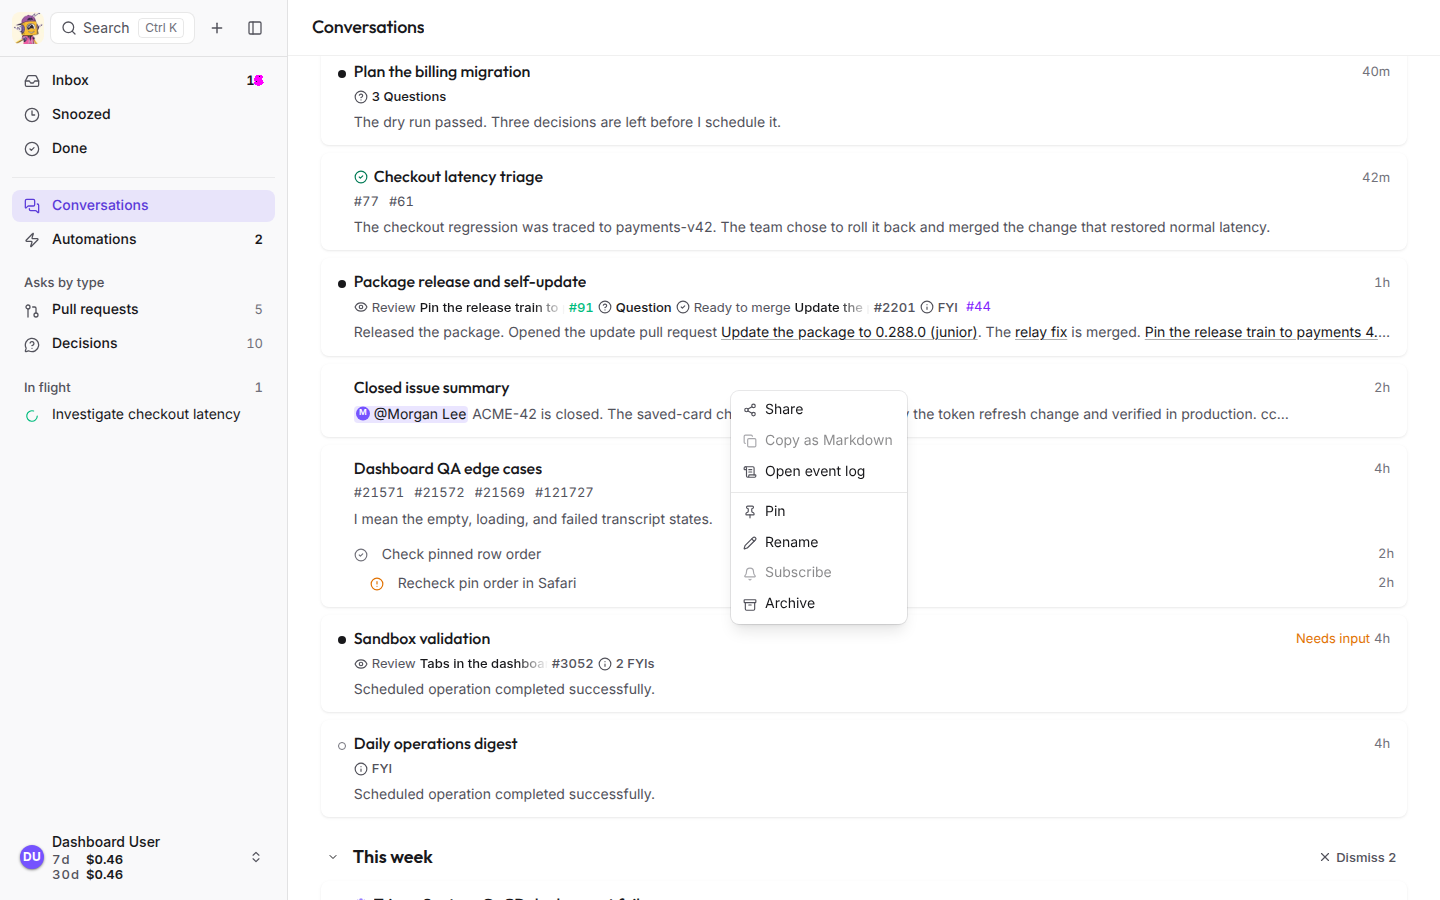 Search Ctrl K
Inbox
Snoozed
Done
Conversations
Automations 2
Asks by type
Pull requests 5
Decisions 10
In flight 1
Investigate checkout latency
DU Dashboard User
7d $0.46
30d $0.46
Conversations
Plan the billing migration 40m
3 Questions
The dry run passed. Three decisions are left before I schedule it.
Checkout latency triage 42m
#77 #61
The checkout regression was traced to payments-v42. The team chose to roll it back and merged the change that restored normal latency.
Package release and self-update 1h
Review Pin the release train to #91 Question Ready to merge Update the #2201 FYI #44
Released the package. Opened the update pull request Update the package to 0.288.0 (junior). The relay fix is merged. Pin the release train to payments 4....
Closed issue summary 2h
M @Morgan Lee ACME-42 is closed. The saved-card the token refresh change and verified in production. cc...
Share
Copy as Markdown
Open event log
Pin
Rename
Subscribe
Archive
Dashboard QA edge cases 4h
#21571 #21572 #21569 #121727
I mean the empty, loading, and failed transcript states.
Check pinned row order 2h
Recheck pin order in Safari 2h
Sandbox validation Needs input 4h
Review Tabs in the dashboa #3052 2 FYIs
Scheduled operation completed successfully.
Daily operations digest 4h
FYI
Scheduled operation completed successfully.
This week Dismiss 2